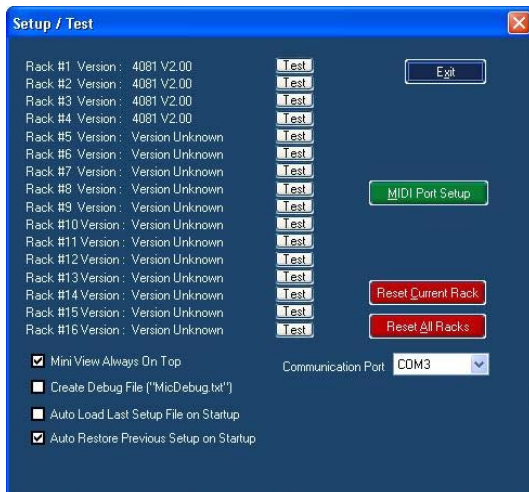 Setup / Test
Rack #1 Version : 4081 V2.00 Test
Rack #2 Version : 4081 V2.00 Test
Rack #3 Version : 4081 V2.00 Test
Rack #4 Version : 4081 V2.00 Test
Rack #5 Version : Version Unknown Test
Rack #6 Version : Version Unknown Test
Rack #7 Version : Version Unknown Test
Rack #8 Version : Version Unknown Test
Rack #9 Version : Version Unknown Test
Rack #10 Version : Version Unknown Test
Rack #11 Version : Version Unknown Test
Rack #12 Version : Version Unknown Test
Rack #13 Version : Version Unknown Test
Rack #14 Version : Version Unknown Test
Rack #15 Version : Version Unknown Test
Rack #16 Version : Version Unknown Test
Exit
MIDI Port Setup
Reset Current Rack
Reset All Racks
Communication Port COM3
Mini View Always On Top
Create Debug File ("MicDebug.txt")
Auto Load Last Setup File on Startup
Auto Restore Previous Setup on Startup